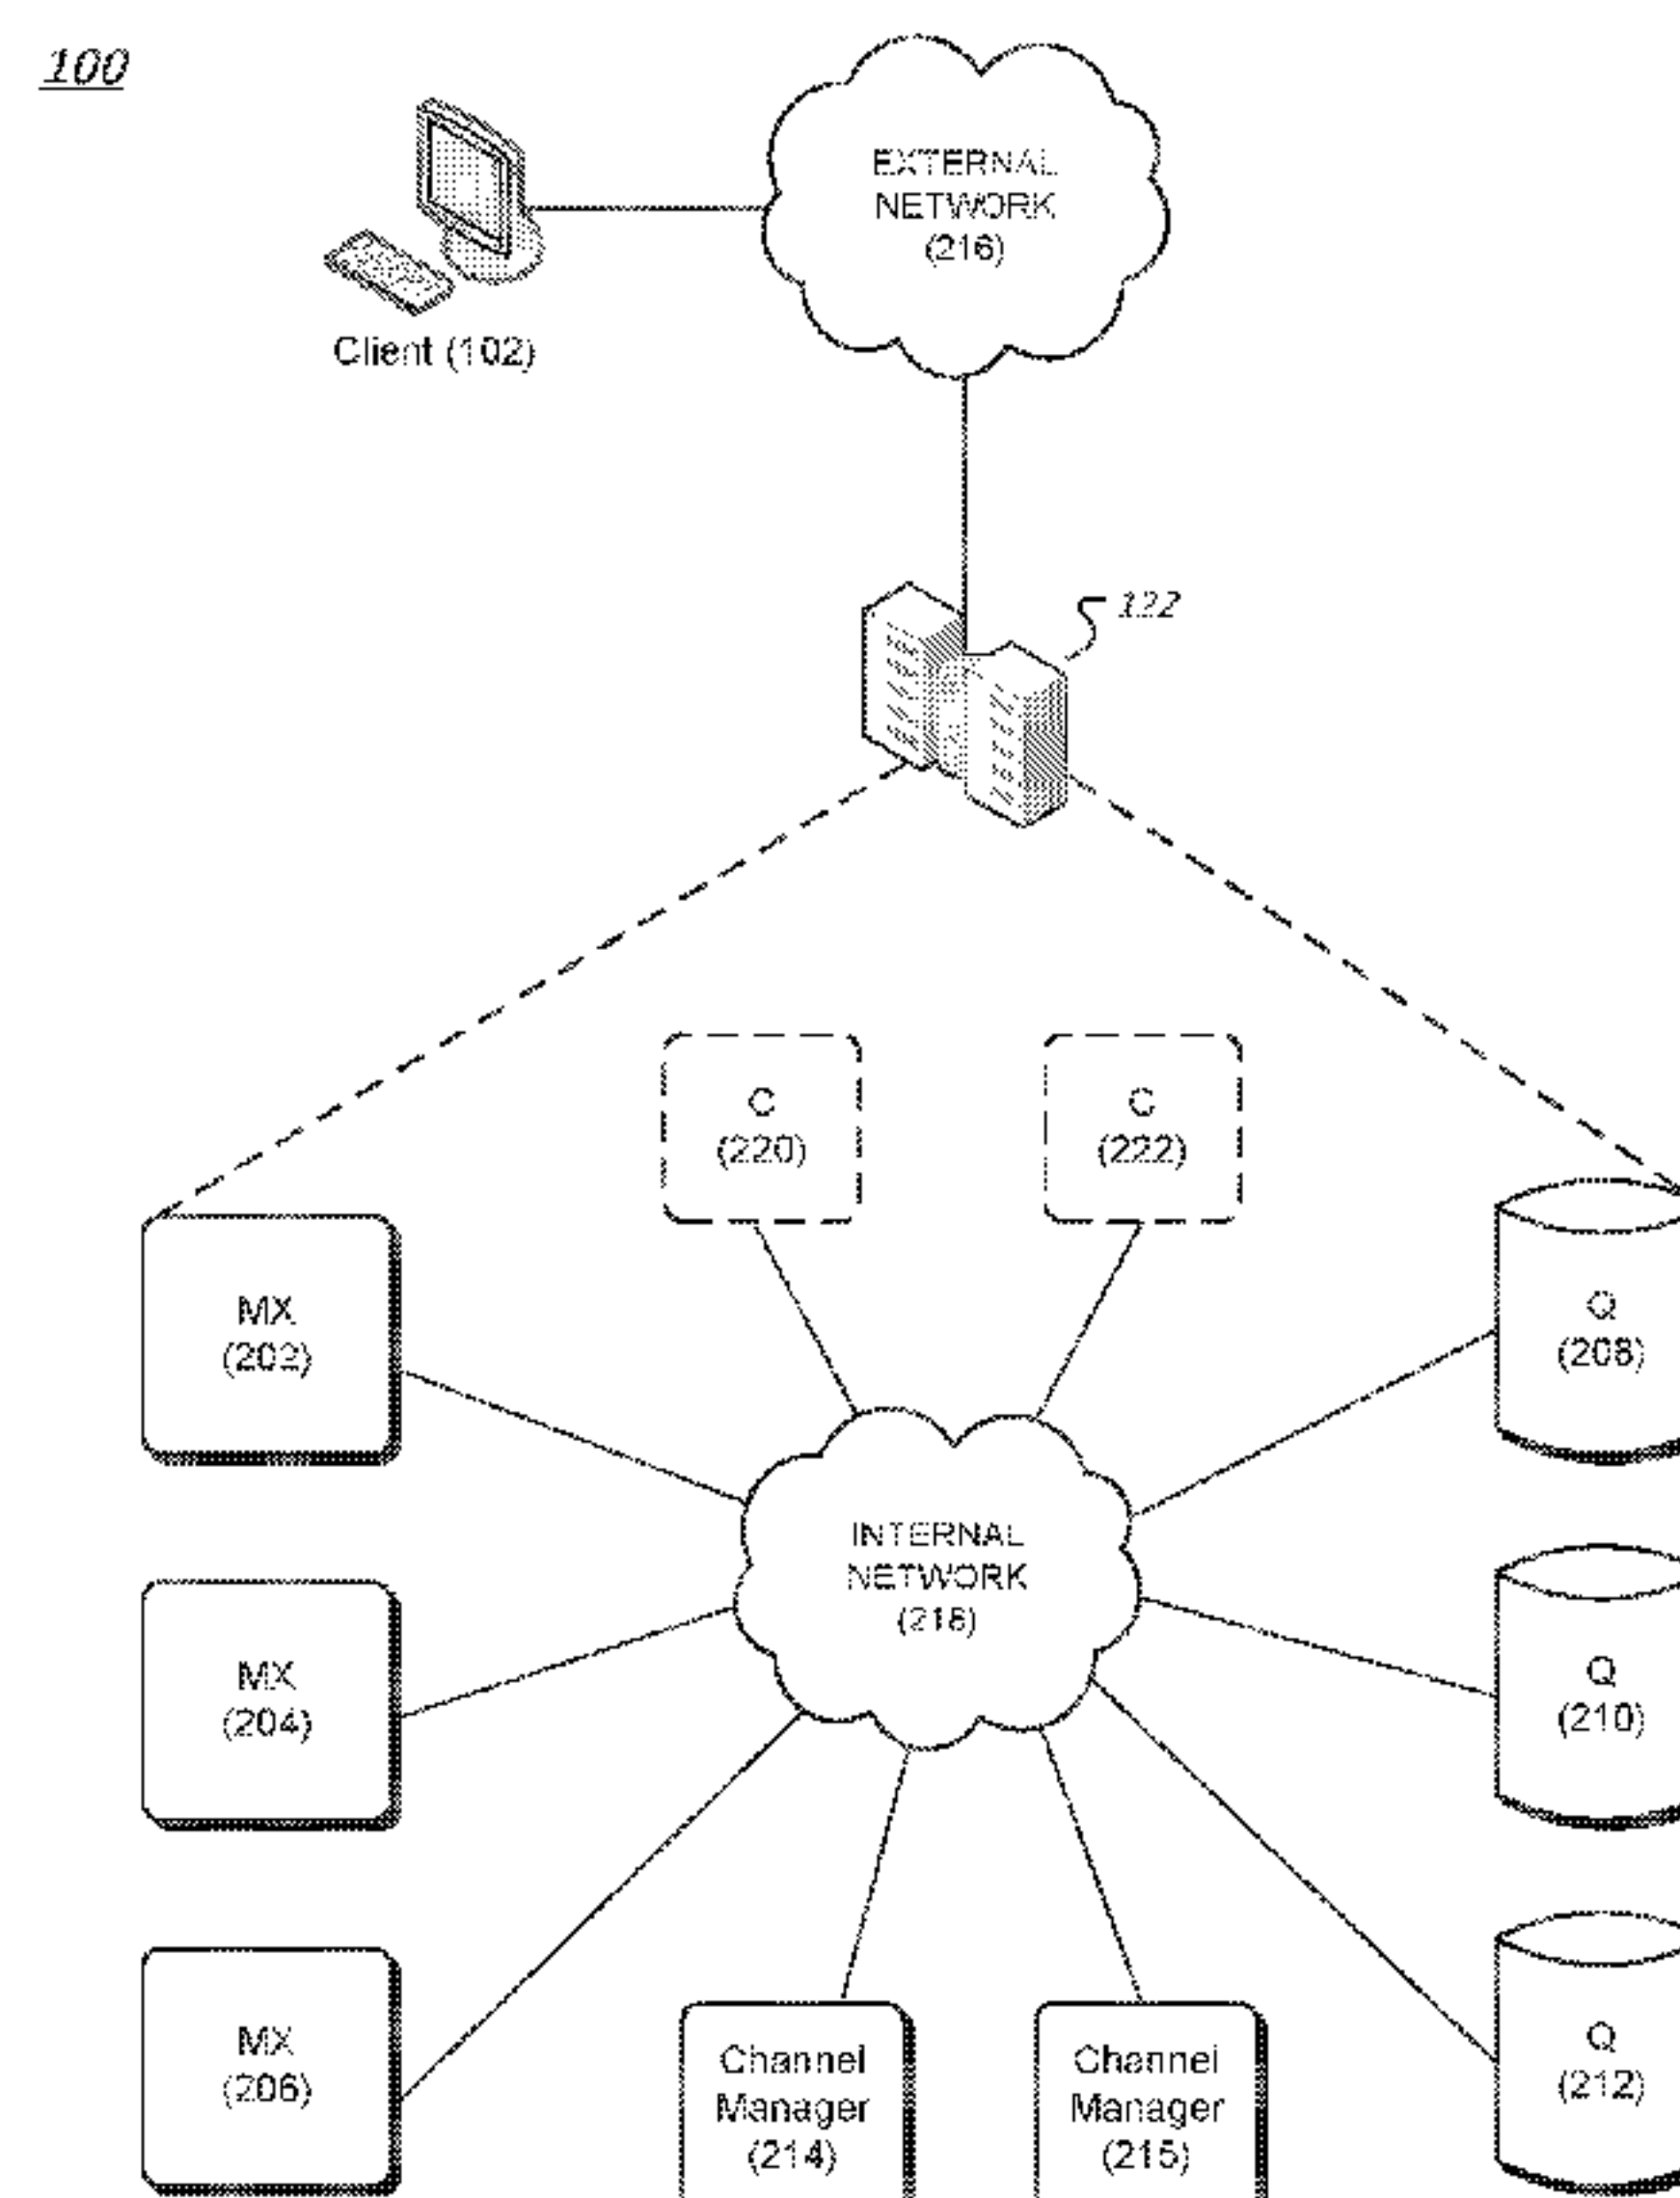 100
EXTERNAL
NETWORK
(216)
Client (102)
122
C
(220)
C
(222)
MX
(202)
Q
(208)
INTERNAL
NETWORK
(218)
MX
(204)
Q
(210)
MX
(206)
Channel
Manager
(214)
Channel
Manager
(215)
Q
(212)